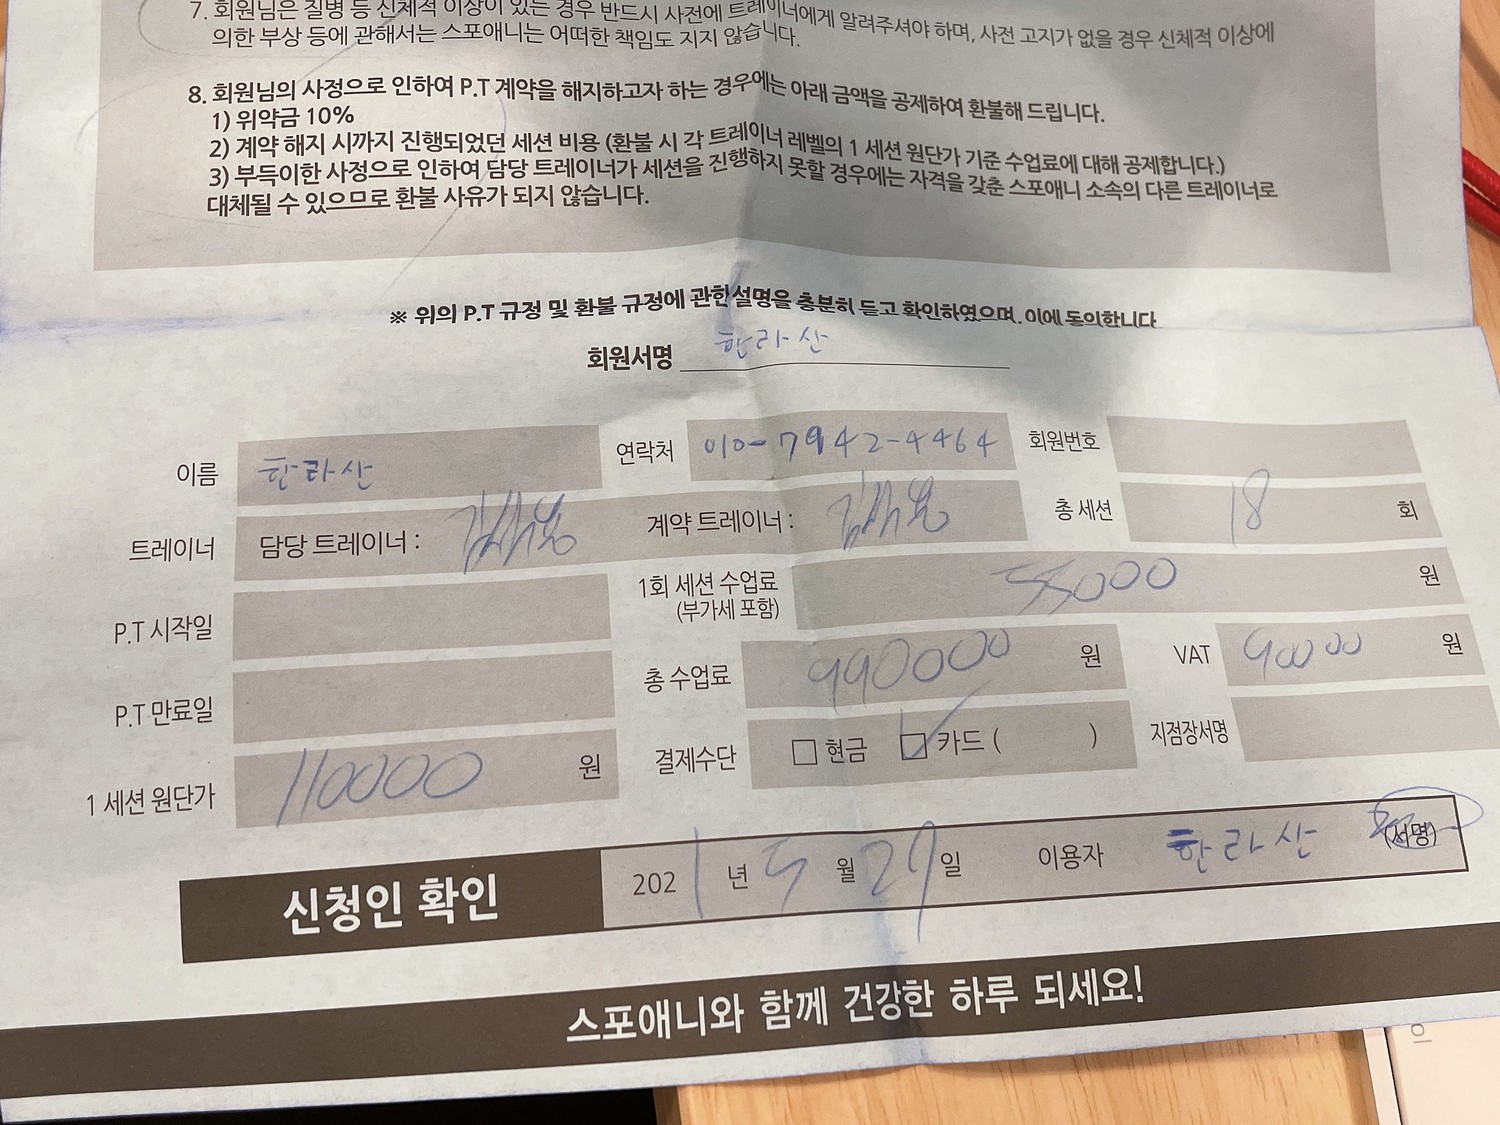 7. 회원님은 질병 등 신체적 이상이 있는 경우 반드시 사전에 트레이너에게 알려주셔야 하며, 사전 고지가 없을 경우 신체적 이상에
의한 부상 등에 관해서는 스포애니는 어떠한 책임도 지지 않습니다.
8. 회원님의 사정으로 인하여 P.T 계약을 해지하고자 하는 경우에는 아래 금액을 공제하여 환불해 드립니다.
1) 위약금 10%
2) 계약 해지 시까지 진행되었던 세션 비용 (환불 시 각 트레이너 레벨의 1 세션 원단가 기준 수업료에 대해 공제합니다.)
3) 부득이한 사정으로 인하여 담당 트레이너가 세션을 진행하지 못할 경우에는 자격을 갖춘 스포애니 소속의 다른 트레이너로
대체될 수 있으므로 환불 사유가 되지 않습니다.
※ 위의 P.T 규정 및 환불 규정에 관한 설명을 충분히 듣고 확인하였으며, 이에 동의합니다
회원서명 한라산
이름 한라산 연락처 010-7942-4464 회원번호
트레이너 담당 트레이너 : 계약 트레이너 : 총 세션 18 회
P.T 시작일 1회 세션 수업료 55000 원
(부가세 포함)
P.T 만료일 총 수업료 990000 원 VAT 90000 원
1 세션 원단가 110000 원 결제수단 □ 현금 ☑ 카드 ( ) 지점장서명
신청인 확인 2021년 5월 27일 이용자 한라산 (서명)
스포애니와 함께 건강한 하루 되세요!